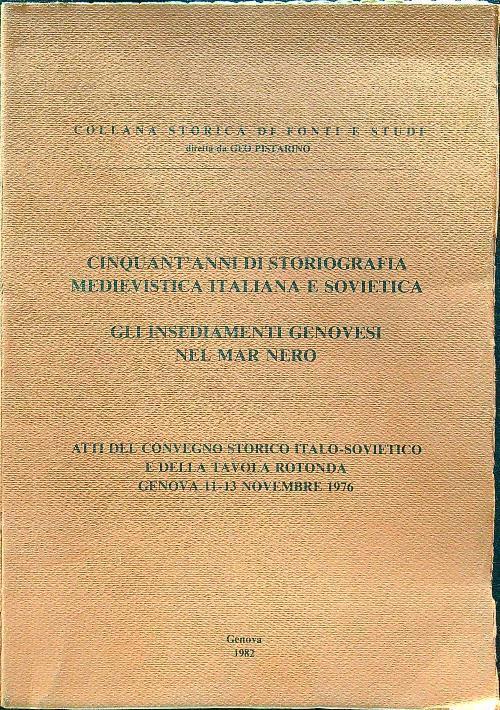 COLLANA STORICA DI FONTI E STUDI
diretta da GEO PISTARINO
CINQUANT'ANNI DI STORIOGRAFIA
MEDIEVISTICA ITALIANA E SOVIETICA
GLI INSEDIAMENTI GENOVESI
NEL MAR NERO
ATTI DEL CONVEGNO STORICO ITALO-SOVIETICO
E DELLA TAVOLA ROTONDA
GENOVA 11-13 NOVEMBRE 1976
Genova
1982